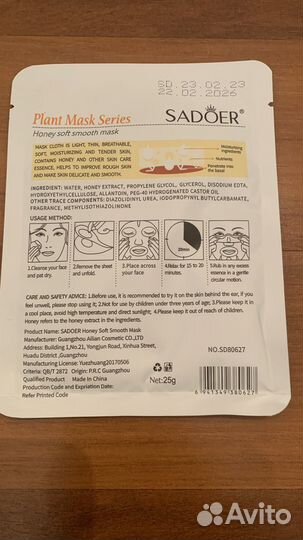 SD 23.02.23
22.02.2026
Plant Mask Series
SADOER
Honey soft smooth mask
MASK CLOTH IS LIGHT, THIN, BREATHABLE,
SOFT, MOISTURIZING AND TENDER SKIN,
CONTAINS HONEY AND OTHER SKIN CARE
ESSENCE, HELPS TO IMPROVE ROUGH SKIN
AND MAKE SKIN DELICATE AND SMOOTH.
Moisturizing
ingredients
Nutrients
Penetrate into
the basal
INGREDIENT: WATER, HONEY EXTRACT, PROPYLENE GLYCOL, GLYCEROL, DISODIUM EDTA,
HYDROXYETHYLCELLULOSE, ALLANTOIN, PEG-40 HYDROGENATED CASTOR OIL
OTHER INGREDIENTS: DIAZOLIDINYL UREA, IODOPROPYNYL BUTYLCARBAMATE,
FRAGRANCE, METHYLISOTHIAZOLINONE
USAGE METHOD:
20min
1.Cleanse your face and pat dry.
2.Remove the sheet and unfold.
3.Place across your face
4.Relax for 15 to 20 minutes.
5.Rub in any excess essence in a gentle circular motion.
CARE AND SAFETY ADVICE: 1.Before use, it is recommended to try it on the skin behind the ear, if you
feel unwell, please stop using it; 2.Not for use by children under three years of age; 3.Please keep it in
a cool place, avoid high temperature and direct sunlight; 4.Please keep it out of reach of children.
Honey refers to the honey extract in the ingredients.
Product Name: SADOER Honey Soft Smooth Mask
Manufacturer: Guangzhou Ailian Cosmetic CO.,LTD
Address: Building 1,No.21, Yongjun Road, Xinhua Street,
Huadu District ,Guangzhou
Manufacturing License: Yuezhuang20170506
Criteria: QB/T 2872 Origin: P.R.C Guangzhou
Qualified Product Made In China
Production Code and Expriation Date:
Refer Printed Code
NO.SD80627
Net:25g
6 941349 380627
Avito